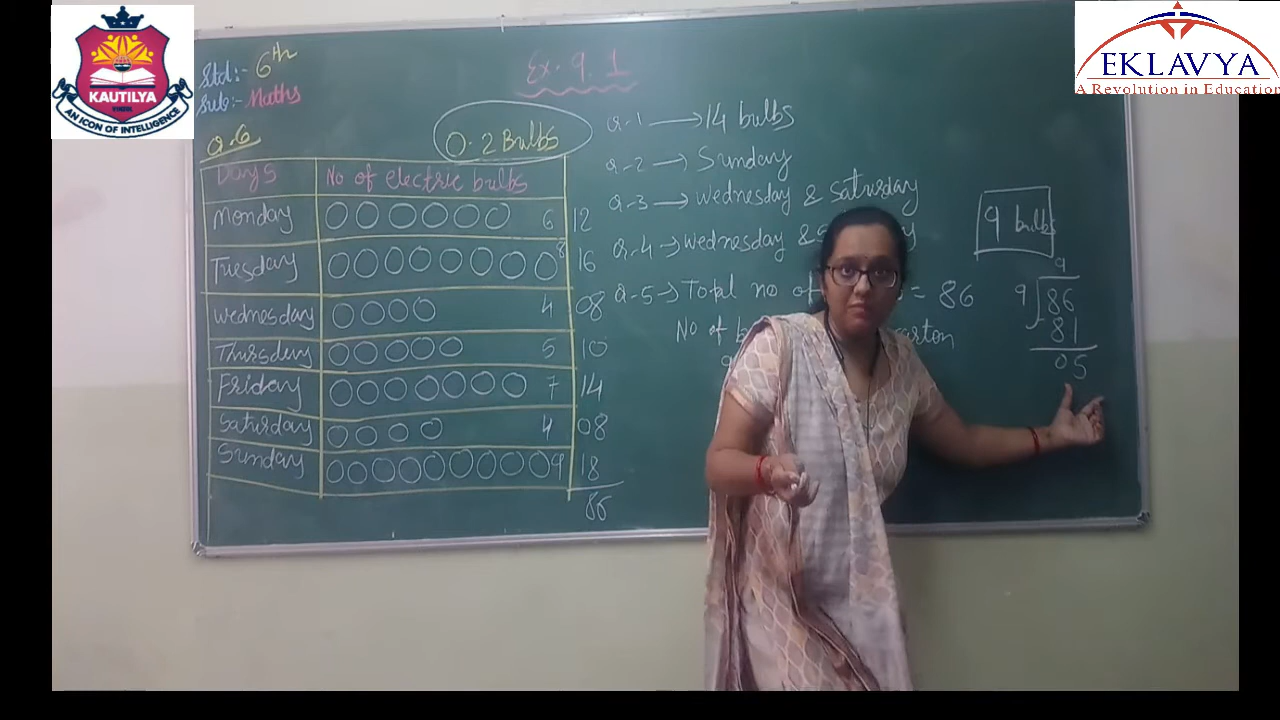 KAUTILYA
AN ICON OF INTELLIGENCE
EKLAVYA
A Revolution in Education
Std:- 6th
Sub:- Maths
Ex. 9.1
Q-6
O - 2 Bulbs
Days No of electric bulbs
Monday 6 12
Tuesday 8 16
Wednesday 4 08
Thursday 5 10
Friday 7 14
Saturday 4 08
Sunday 9 18
86
Q-1 → 14 bulbs
Q-2 → Sunday
Q-3 → Wednesday & Saturday
Q-4 → Wednesday &
Q-5 → Total no of = 86
No of
9 bulbs
9
9 86
81
05